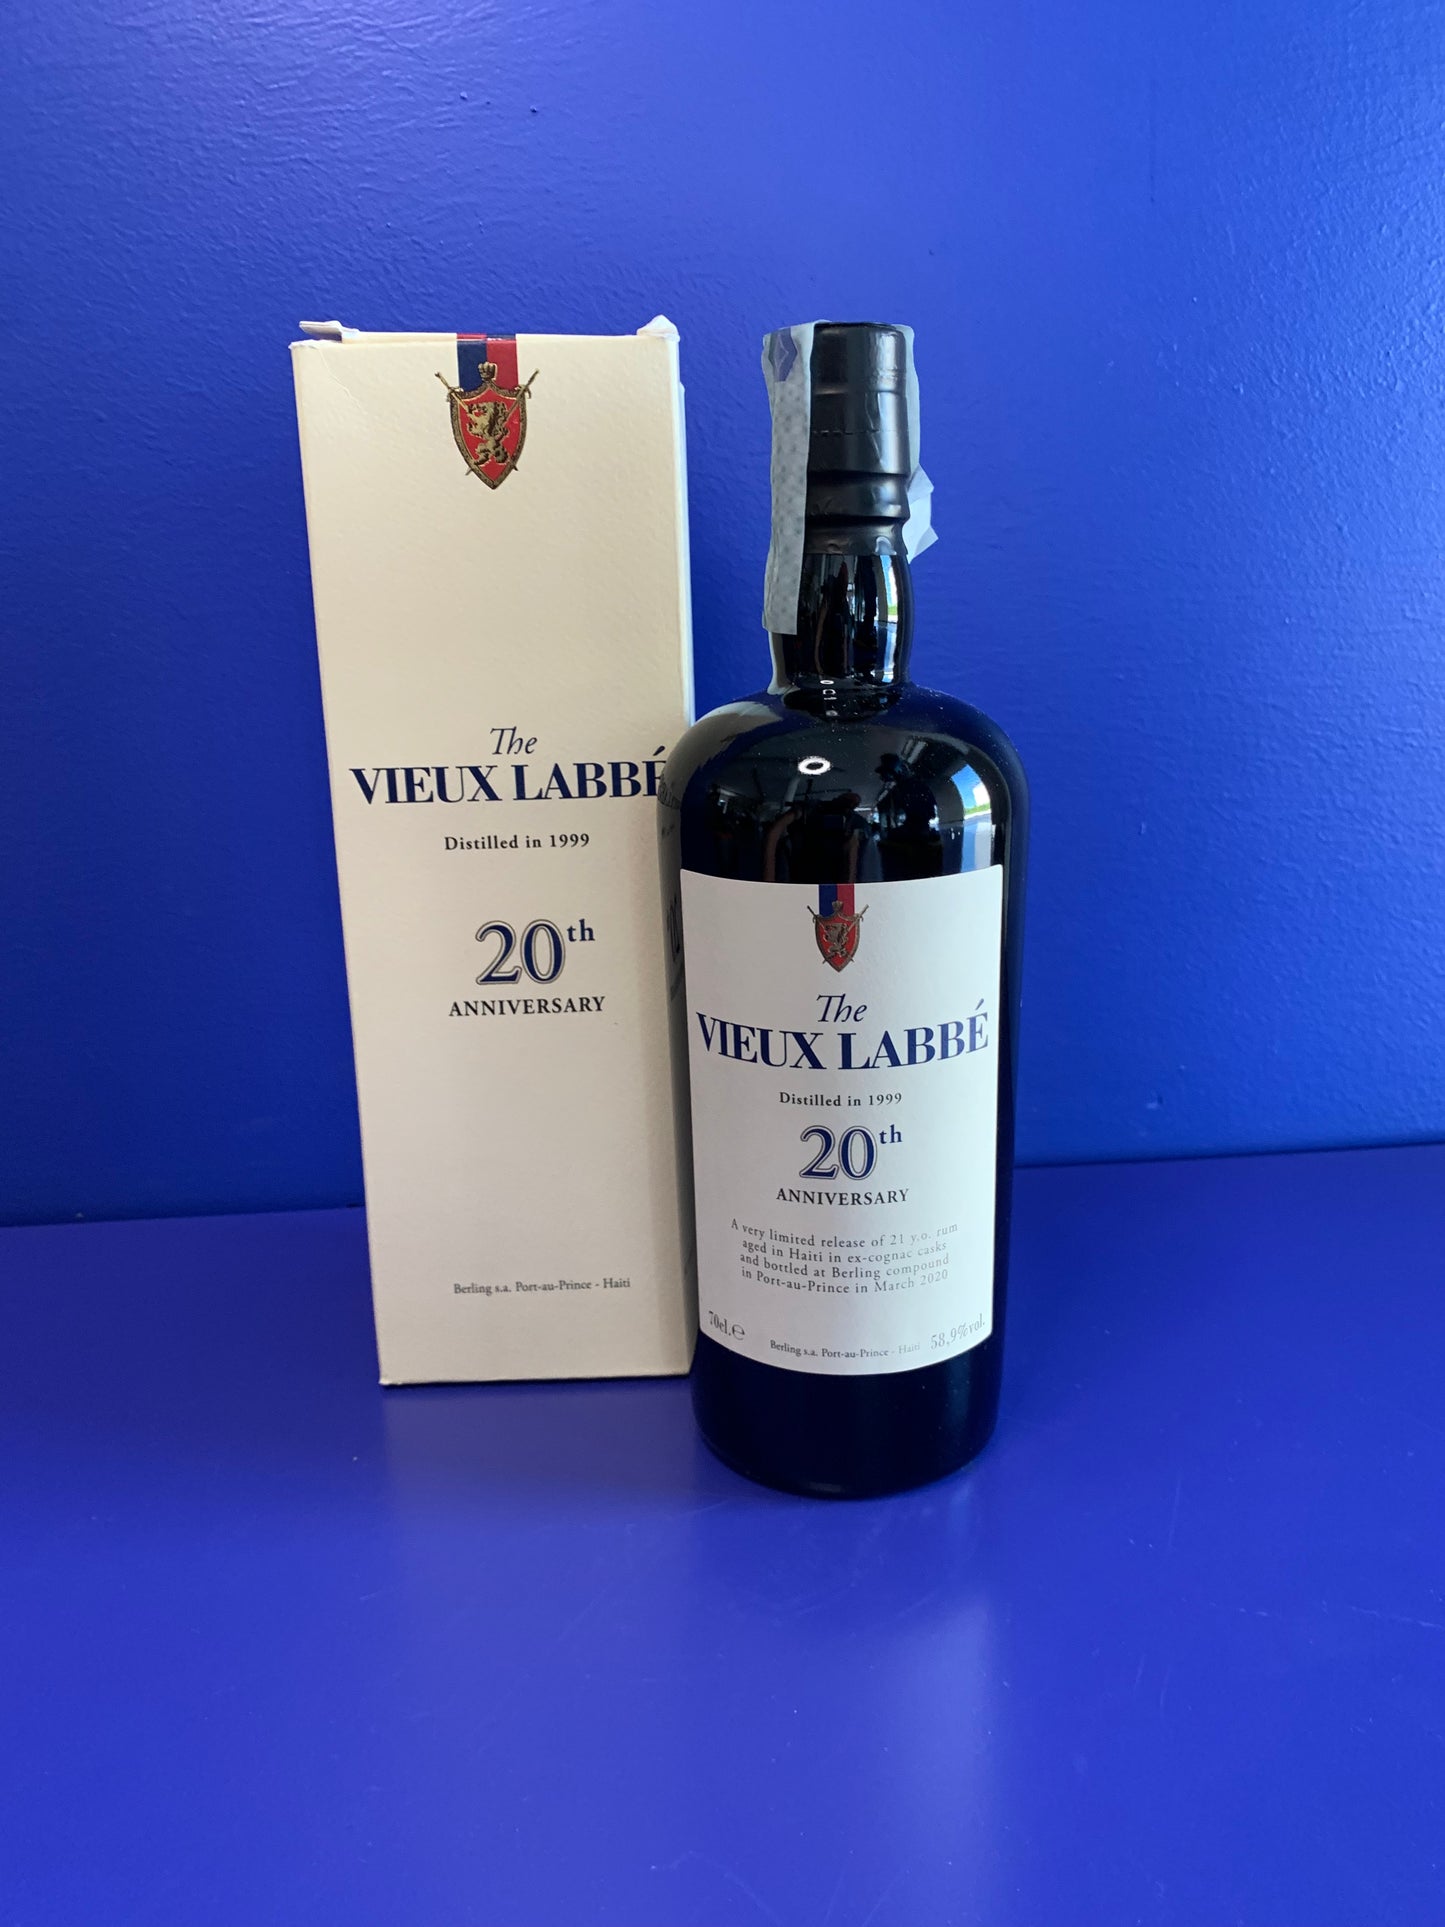 The
VIEUX LABBÉ
Distilled in 1999
20th
ANNIVERSARY
Berling s.a. Port-au-Prince - Haiti
The
VIEUX LABBÉ
Distilled in 1999
20th
ANNIVERSARY
A very limited release of 21 y.o. rum
aged in Haiti in ex-cognac casks
and bottled at Berling compound
in Port-au-Prince in March 2020
70cl.℮
Berling s.a. Port-au-Prince - Haiti
58,9%vol.